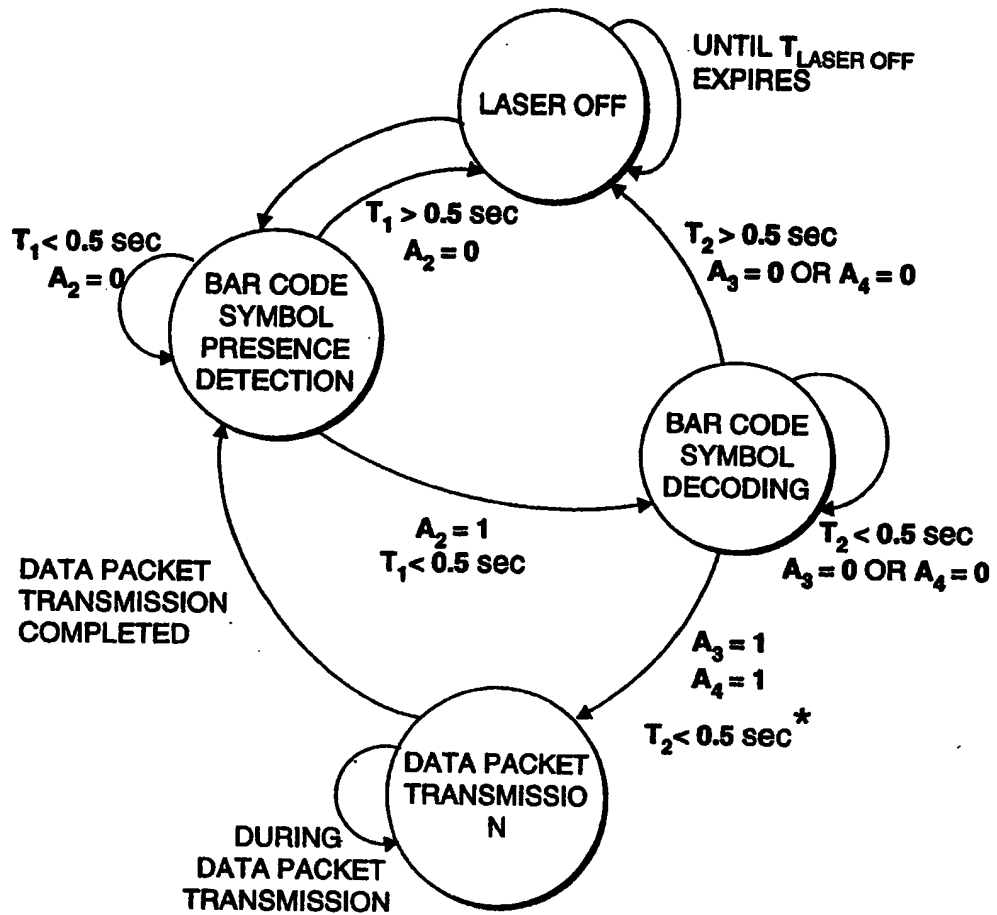 LASER OFF
UNTIL T_LASER OFF
EXPIRES
T₁ > 0.5 sec
A₂ = 0
T₁ < 0.5 sec
A₂ = 0
BAR CODE
SYMBOL
PRESENCE
DETECTION
T₂ > 0.5 sec
A₃ = 0 OR A₄ = 0
BAR CODE
SYMBOL
DECODING
T₂ < 0.5 sec
A₃ = 0 OR A₄ = 0
A₂ = 1
T₁ < 0.5 sec
DATA PACKET
TRANSMISSION
COMPLETED
A₃ = 1
A₄ = 1
T₂ < 0.5 sec*
DATA PACKET
TRANSMISSIO
N
DURING
DATA PACKET
TRANSMISSION